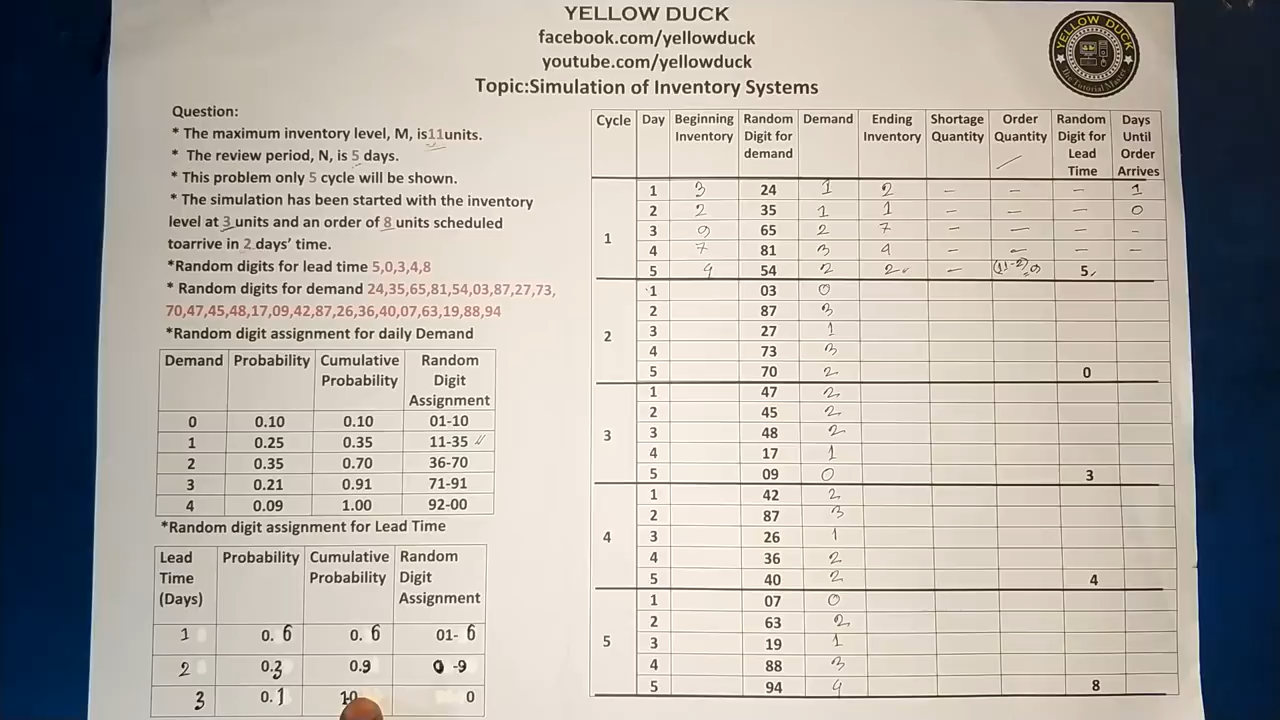 YELLOW DUCK
facebook.com/yellowduck
youtube.com/yellowduck
Topic:Simulation of Inventory Systems
YELLOW DUCK
The Tutorial Master
Question:
* The maximum inventory level, M, is11units.
* The review period, N, is 5 days.
* This problem only 5 cycle will be shown.
* The simulation has been started with the inventory
level at 3 units and an order of 8 units scheduled
toarrive in 2 days' time.
*Random digits for lead time 5,0,3,4,8
* Random digits for demand 24,35,65,81,54,03,87,27,73,
70,47,45,48,17,09,42,87,26,36,40,07,63,19,88,94
*Random digit assignment for daily Demand
Demand Probability Cumulative Probability Random Digit Assignment
0 0.10 0.10 01-10
1 0.25 0.35 11-35
2 0.35 0.70 36-70
3 0.21 0.91 71-91
4 0.09 1.00 92-00
*Random digit assignment for Lead Time
Lead Time (Days) Probability Cumulative Probability Random Digit Assignment
1 0.6 0.6 01-6
2 0.3 0.9 -9
3 0.1 1.0 0
Cycle Day Beginning Inventory Random Digit for demand Demand Ending Inventory Shortage Quantity Order Quantity Random Digit for Lead Time Days Until Order Arrives
1 1 3 24 1 2 - - - 1
2 2 35 1 1 - - - 0
3 9 65 2 7 - - - -
4 7 81 3 4 - - - -
5 4 54 2 2 - (11-2)9 5
2 1 03 0
2 87 3
3 27 1
4 73 3
5 70 2 0
3 1 47 2
2 45 2
3 48 2
4 17 1
5 09 0 3
4 1 42 2
2 87 3
3 26 1
4 36 2
5 40 2 4
5 1 07 0
2 63 2
3 19 1
4 88 3
5 94 4 8